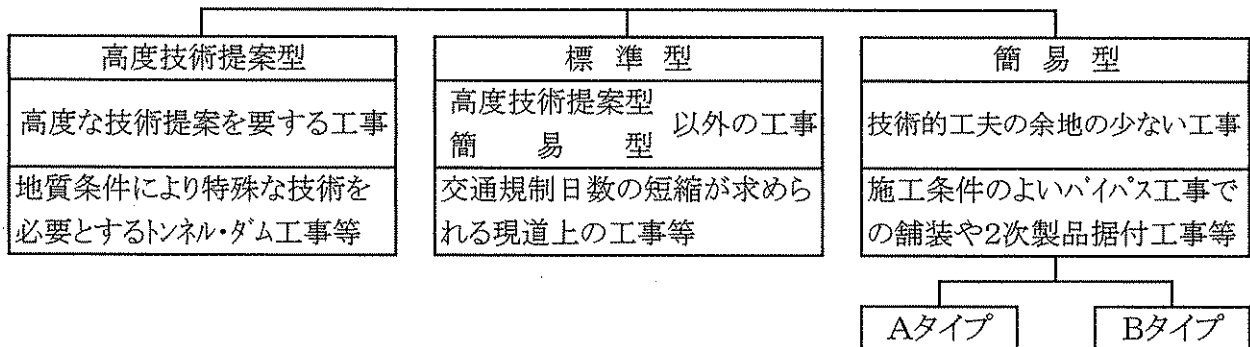 高度技術提案型
高度な技術提案を要する工事
地質条件により特殊な技術を
必要とするトンネル・ダム工事等
標準型
高度技術提案型
簡易型
以外の工事
交通規制日数の短縮が求めら
れる現道上の工事等
簡易型
技術的工夫の余地の少ない工事
施工条件のよいバイパス工事で
の舗装や2次製品据付工事等
Aタイプ
Bタイプ